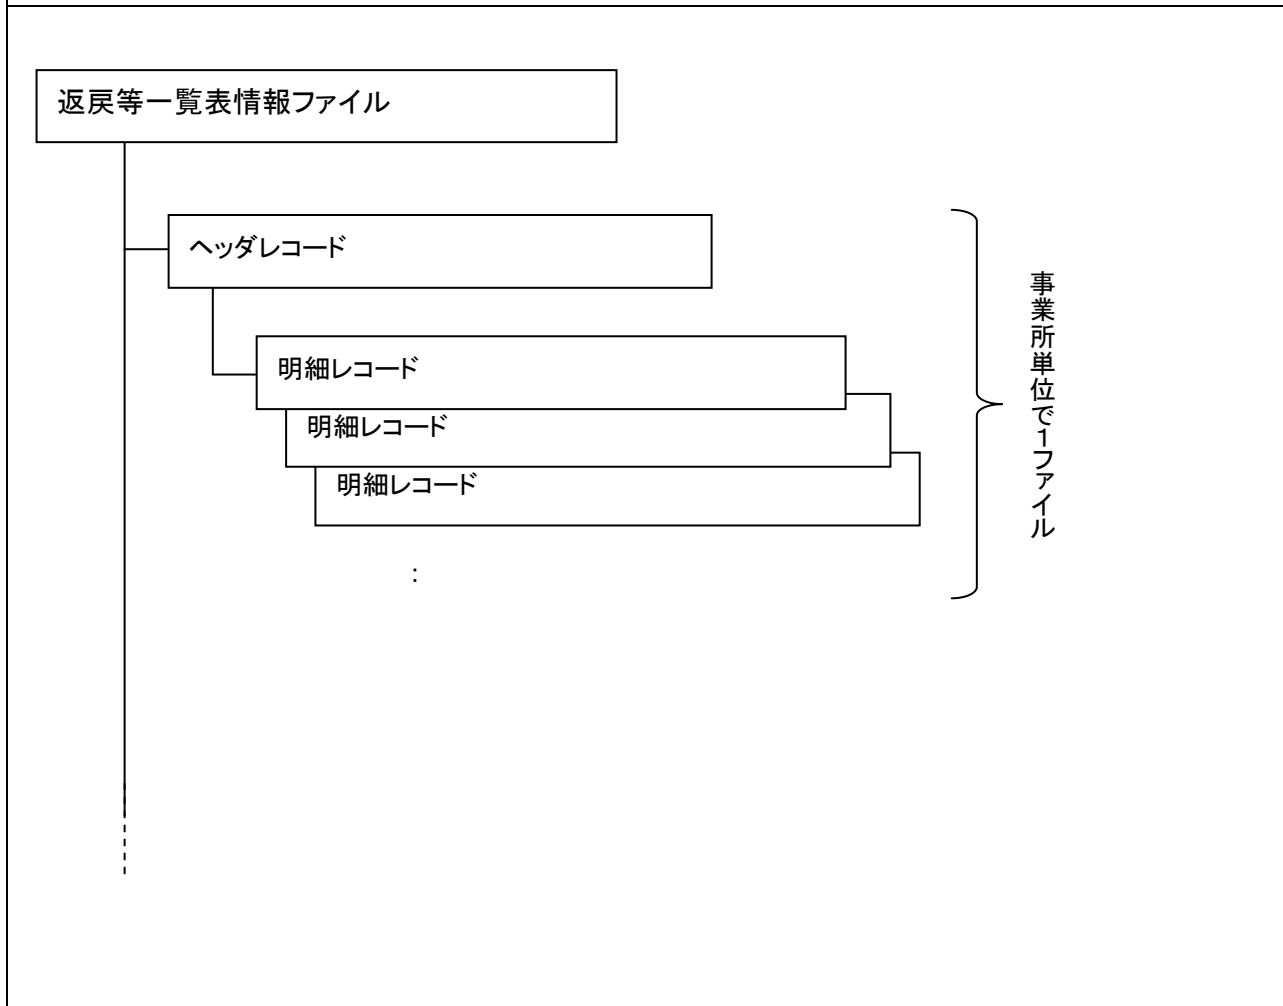 返戻等一覧表情報ファイル
ヘッダレコード
明細レコード
明細レコード
明細レコード
:
事業所単位で1ファイル